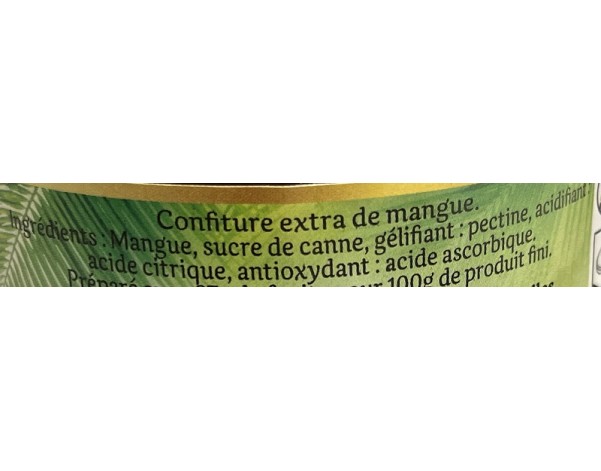 Confiture extra de mangue.
Ingrédients : Mangue, sucre de canne, gélifiant : pectine, acidifiant :
acide citrique, antioxydant : acide ascorbique.
Préparé 100g de produit fini.